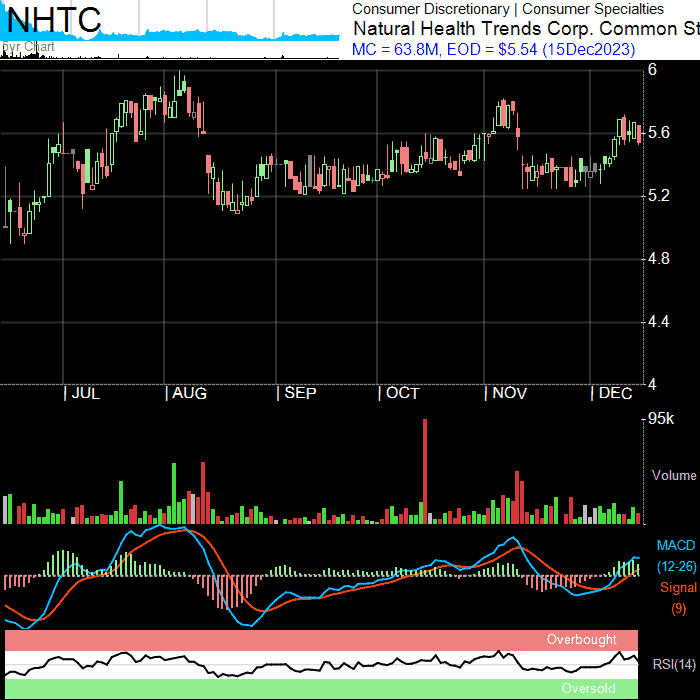 NHTC
5yr Chart
Consumer Discretionary | Consumer Specialties
Natural Health Trends Corp. Common St
MC = 63.8M, EOD = $5.54 (15Dec2023)
6
5.6
5.2
4.8
4.4
4
| JUL | AUG | SEP | OCT | NOV | DEC
95k
Volume
MACD
(12-26)
Signal
(9)
Overbought
RSI(14)
Oversold